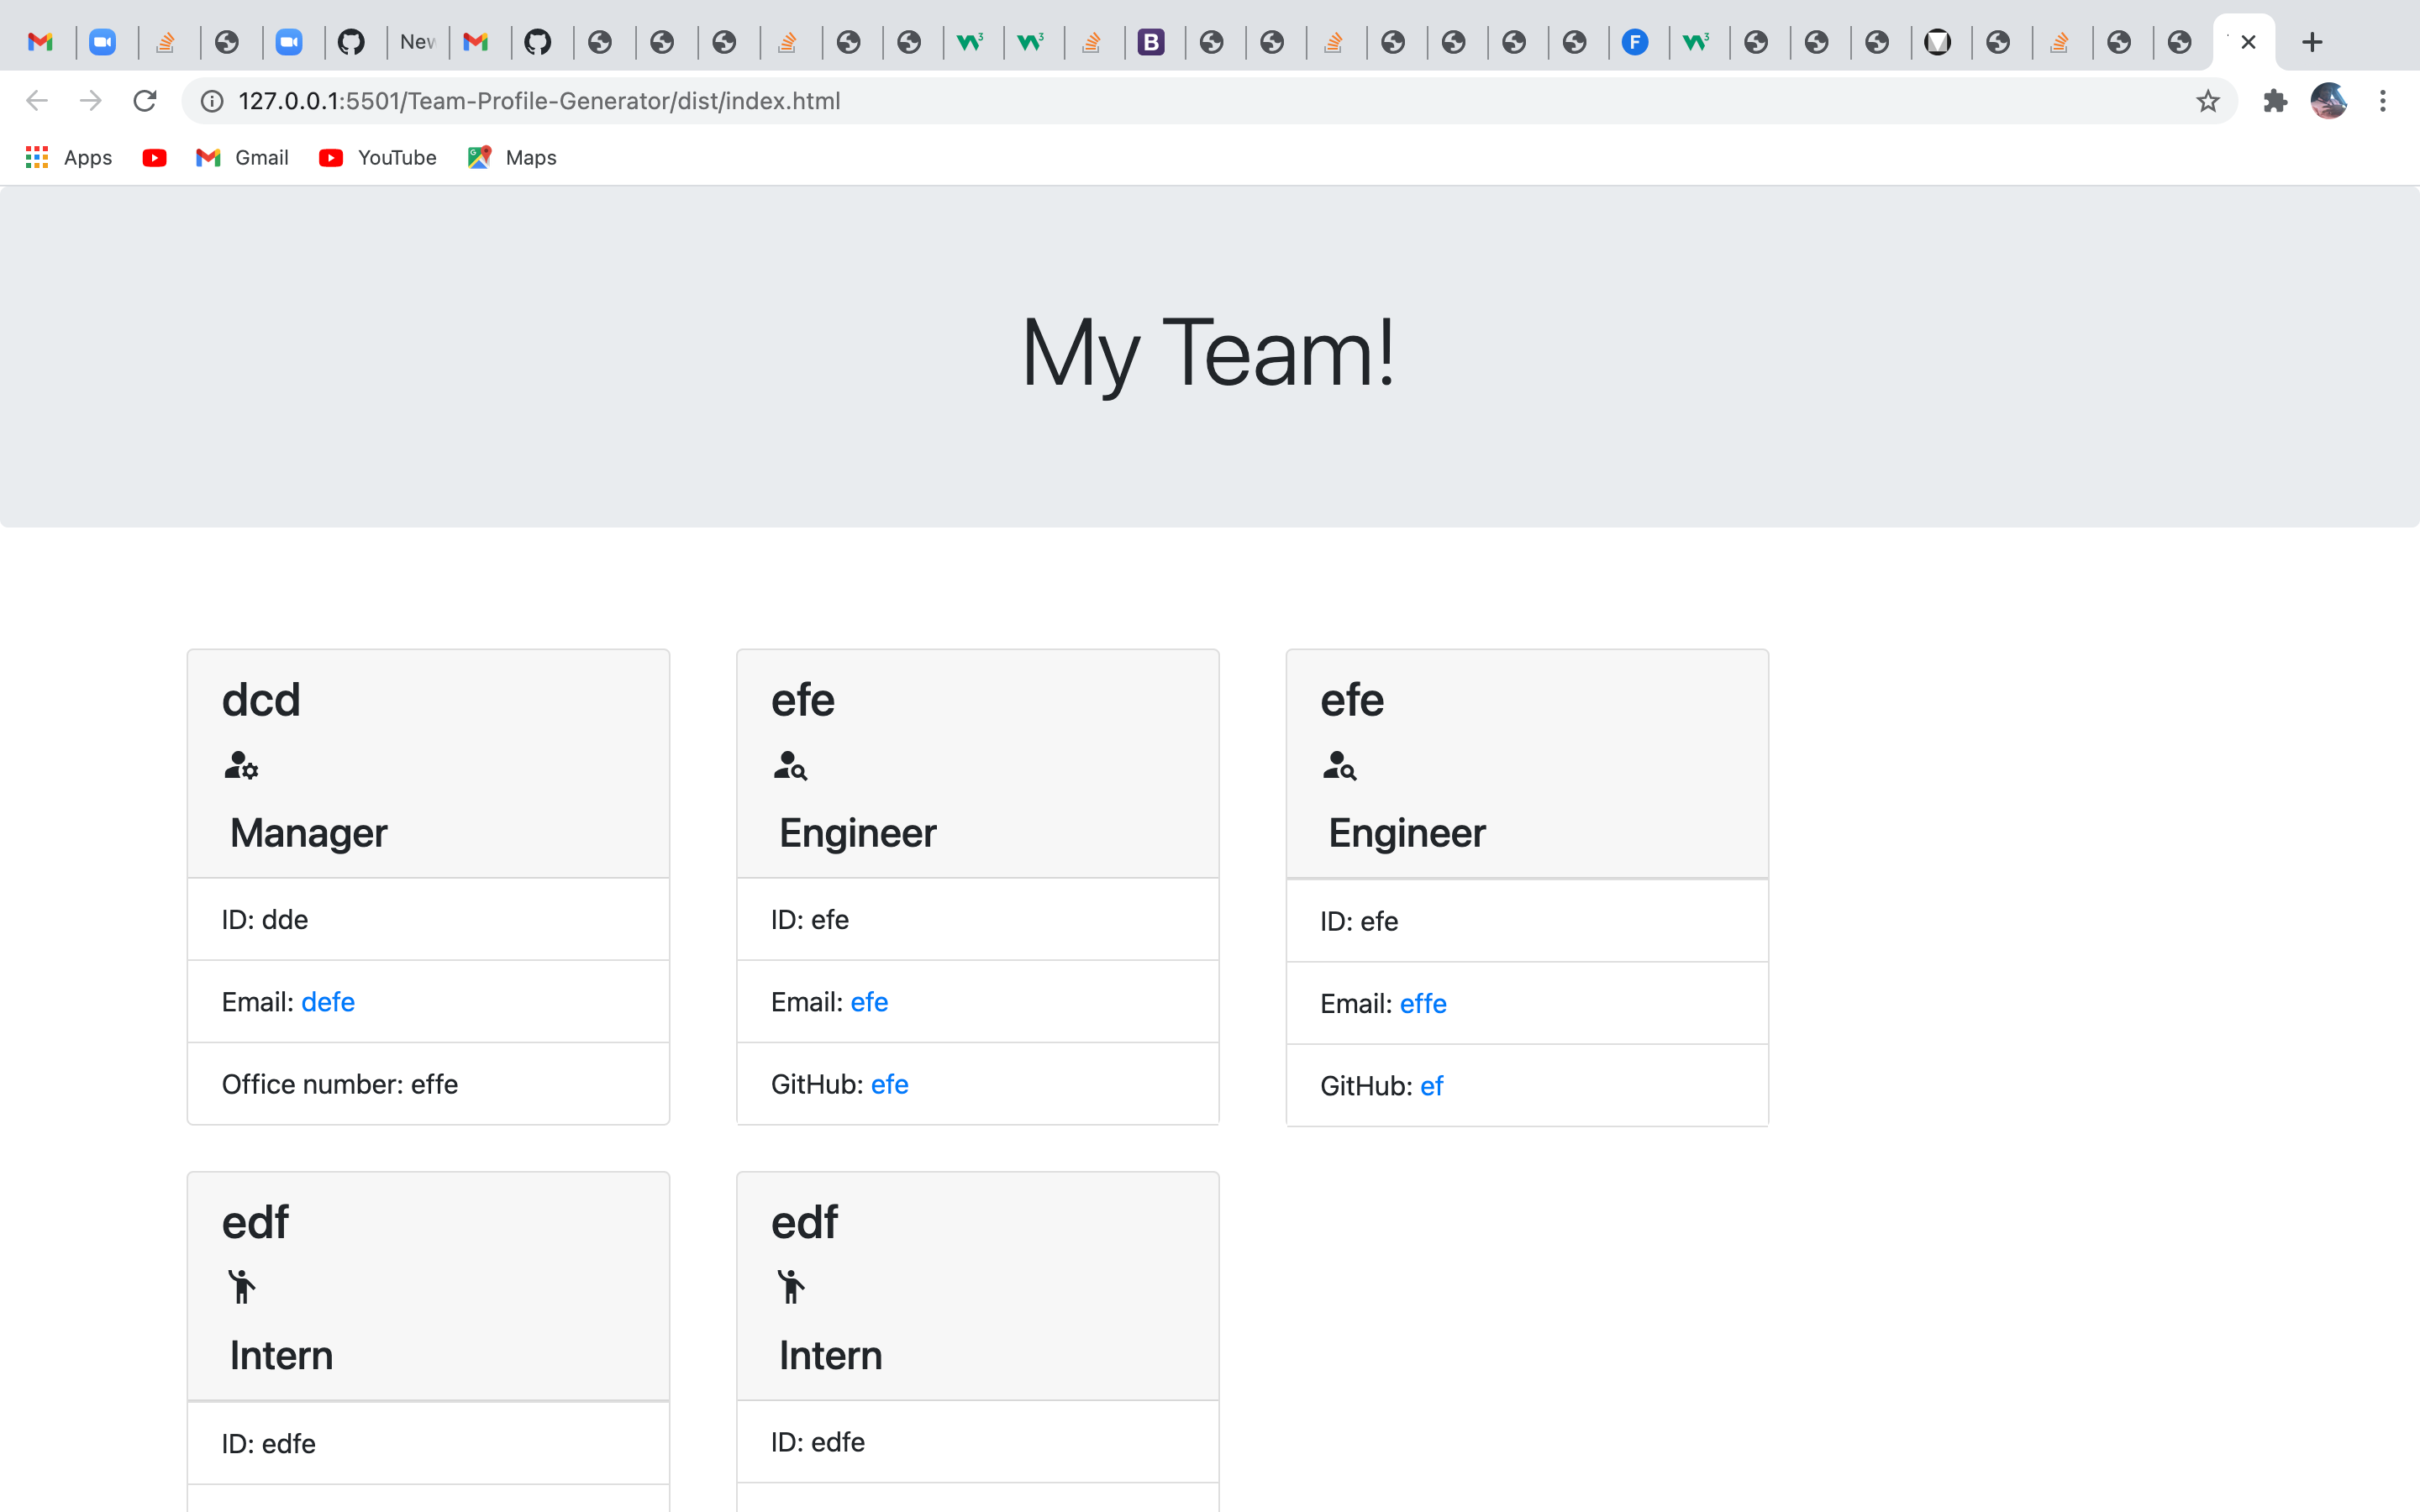 New
127.0.0.1:5501/Team-Profile-Generator/dist/index.html
Apps Gmail YouTube Maps
My Team!
dcd
Manager
ID: dde
Email: defe
Office number: effe
efe
Engineer
ID: efe
Email: efe
GitHub: efe
efe
Engineer
ID: efe
Email: effe
GitHub: ef
edf
Intern
ID: edfe
edf
Intern
ID: edfe